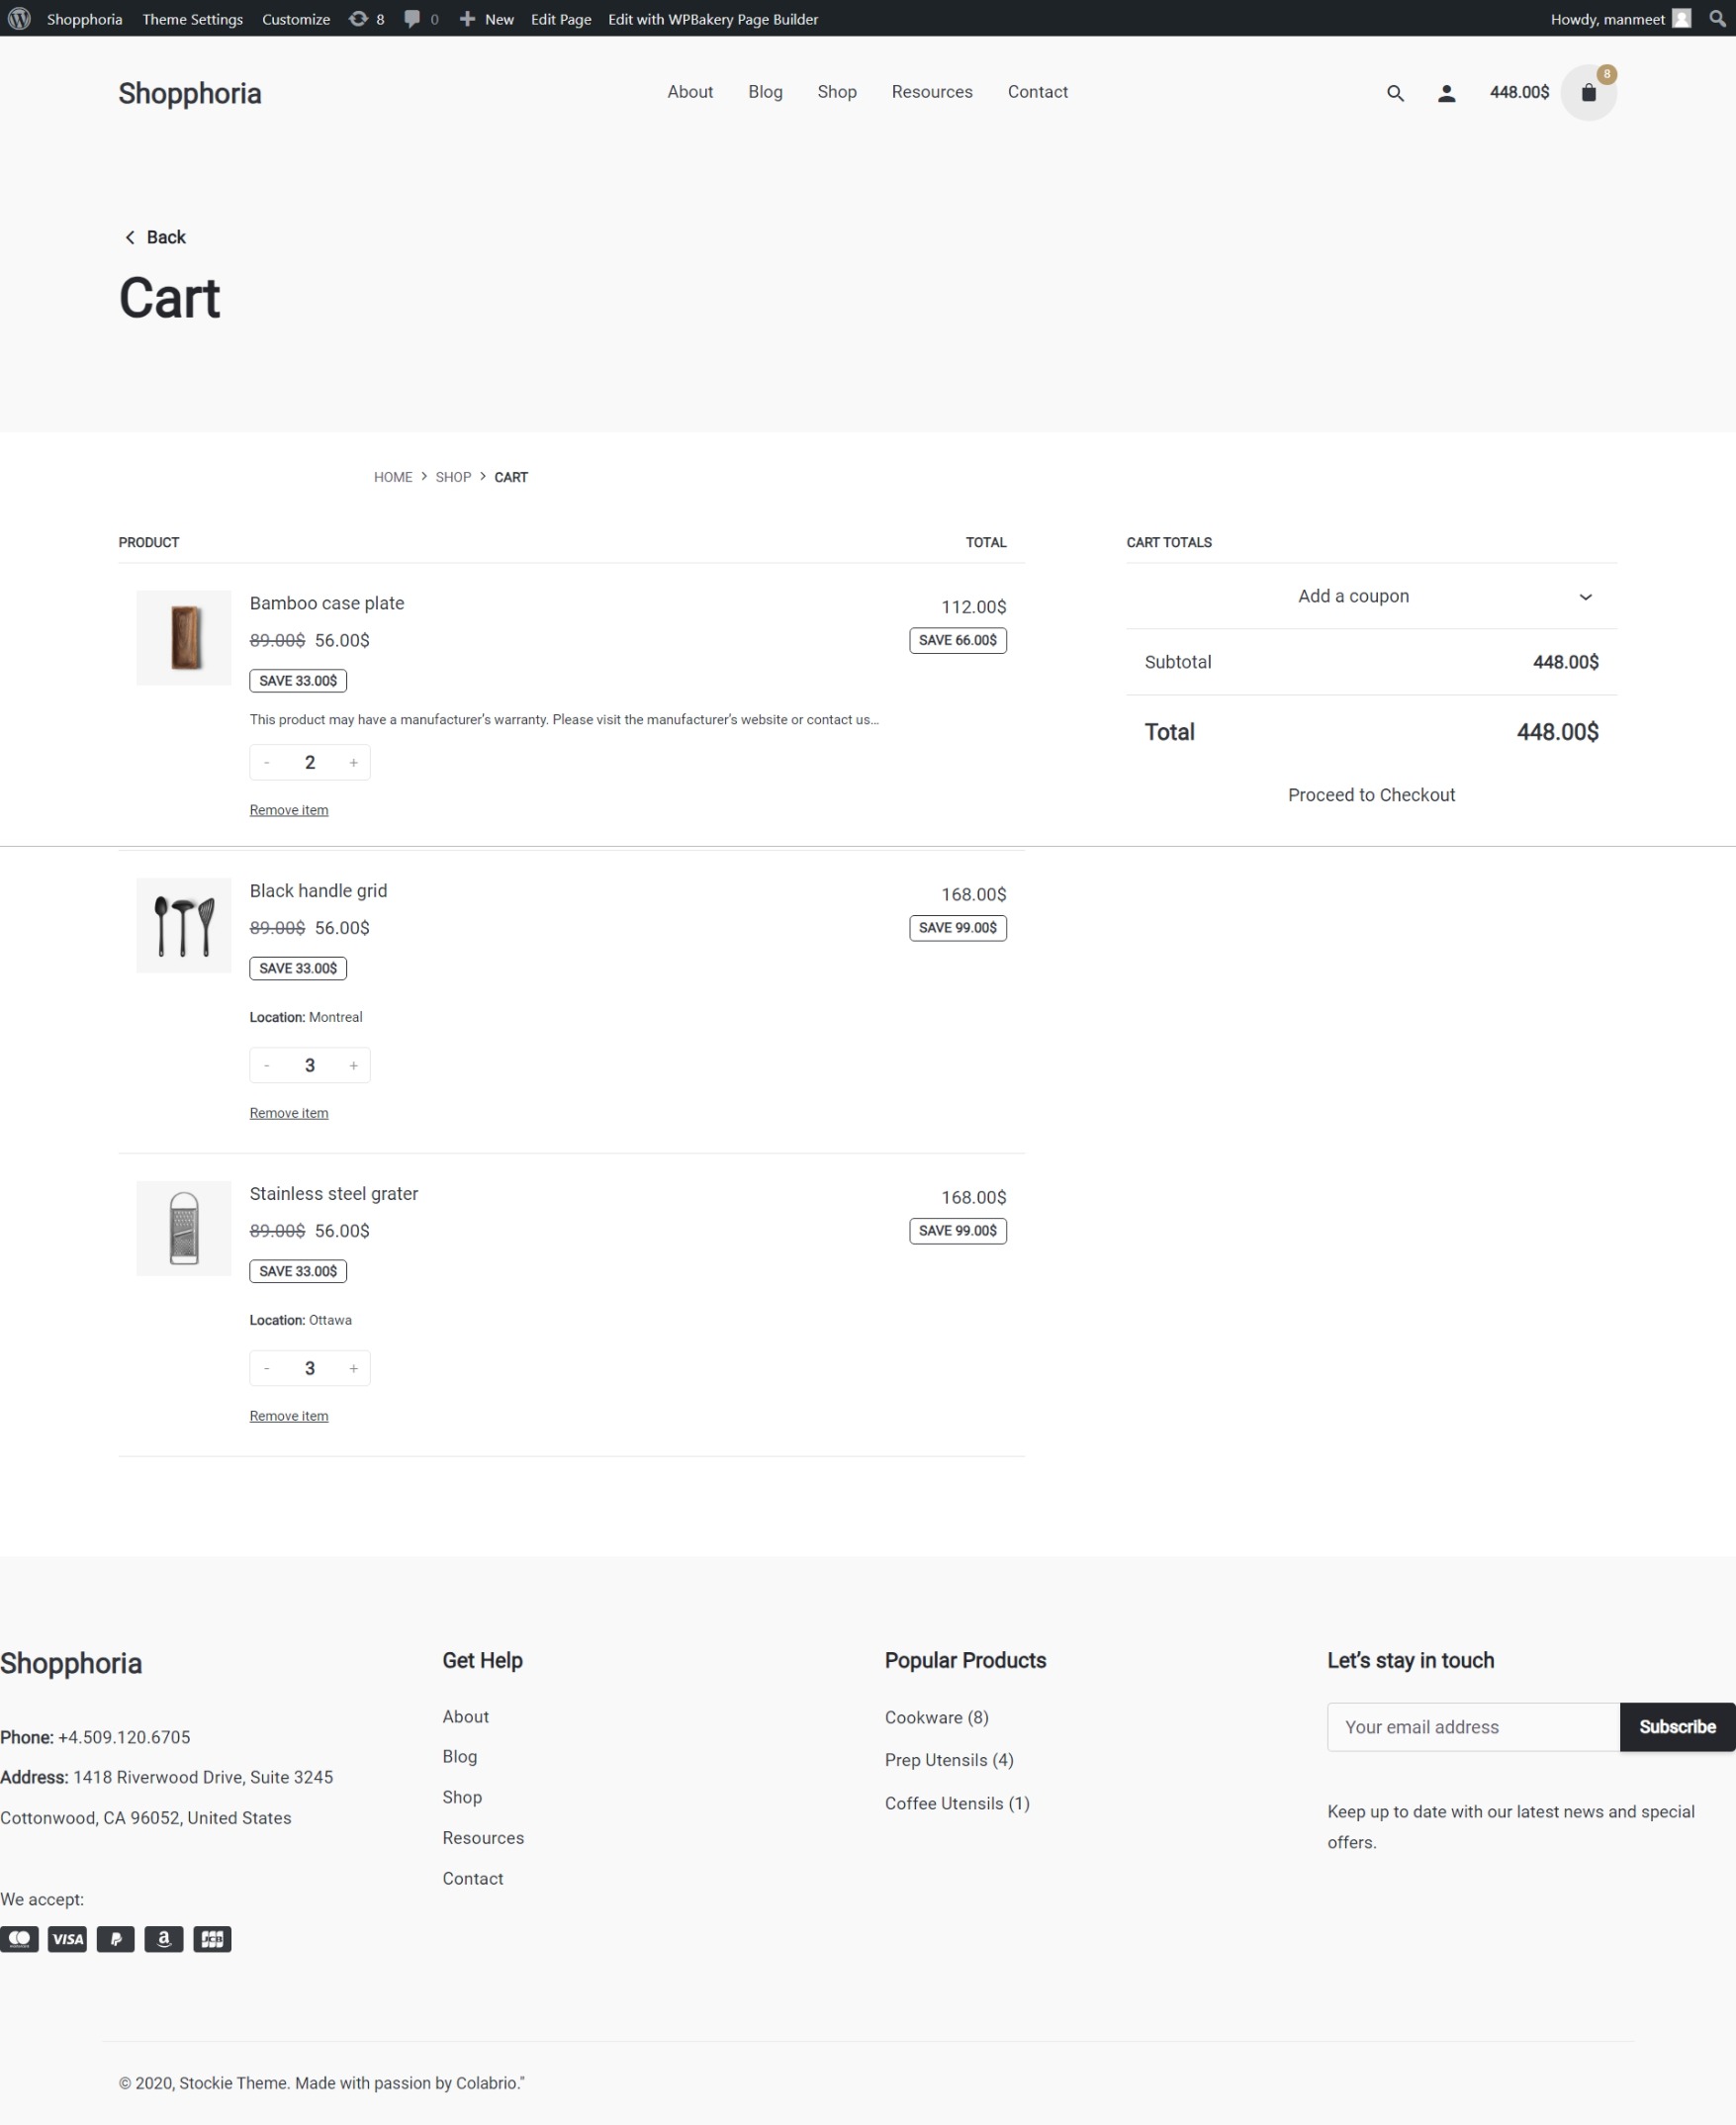 Shopphoria Theme Settings Customize 8 0 New Edit Page Edit with WPBakery Page Builder Howdy, manmeet
Shopphoria About Blog Shop Resources Contact 448.00$ 8
Back
Cart
HOME > SHOP > CART
PRODUCT TOTAL
Bamboo case plate 112.00$
89.00$ 56.00$ SAVE 66.00$
SAVE 33.00$
This product may have a manufacturer's warranty. Please visit the manufacturer's website or contact us...
- 2 +
Remove item
CART TOTALS
Add a coupon
Subtotal 448.00$
Total 448.00$
Proceed to Checkout
Black handle grid 168.00$
89.00$ 56.00$ SAVE 99.00$
SAVE 33.00$
Location: Montreal
- 3 +
Remove item
Stainless steel grater 168.00$
89.00$ 56.00$ SAVE 99.00$
SAVE 33.00$
Location: Ottawa
- 3 +
Remove item
Shopphoria
Phone: +4.509.120.6705
Address: 1418 Riverwood Drive, Suite 3245
Cottonwood, CA 96052, United States
We accept:
VISA JCB
Get Help
About
Blog
Shop
Resources
Contact
Popular Products
Cookware (8)
Prep Utensils (4)
Coffee Utensils (1)
Let's stay in touch
Your email address Subscribe
Keep up to date with our latest news and special
offers.
© 2020, Stockie Theme. Made with passion by Colabrio."